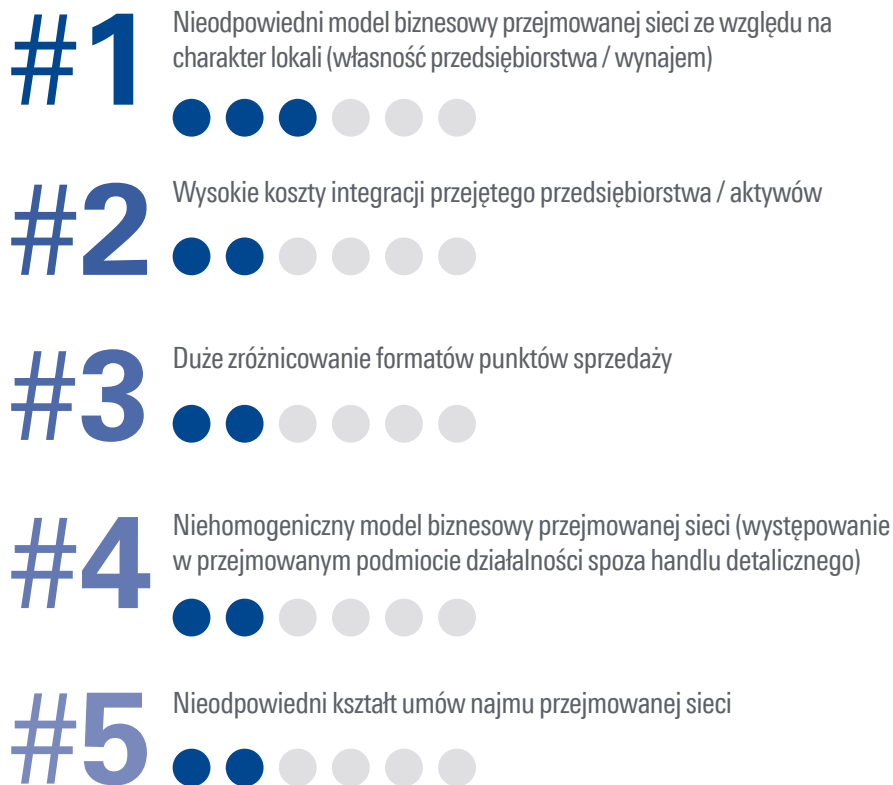 #1
Nieodpowiedni model biznesowy przejmowanej sieci ze względu na
charakter lokali (własność przedsiębiorstwa / wynajem)
#2
Wysokie koszty integracji przejętego przedsiębiorstwa / aktywów
#3
Duże zróżnicowanie formatów punktów sprzedaży
#4
Niehomogeniczny model biznesowy przejmowanej sieci (występowanie
w przejmowanym podmiocie działalności spoza handlu detalicznego)
#5
Nieodpowiedni kształt umów najmu przejmowanej sieci